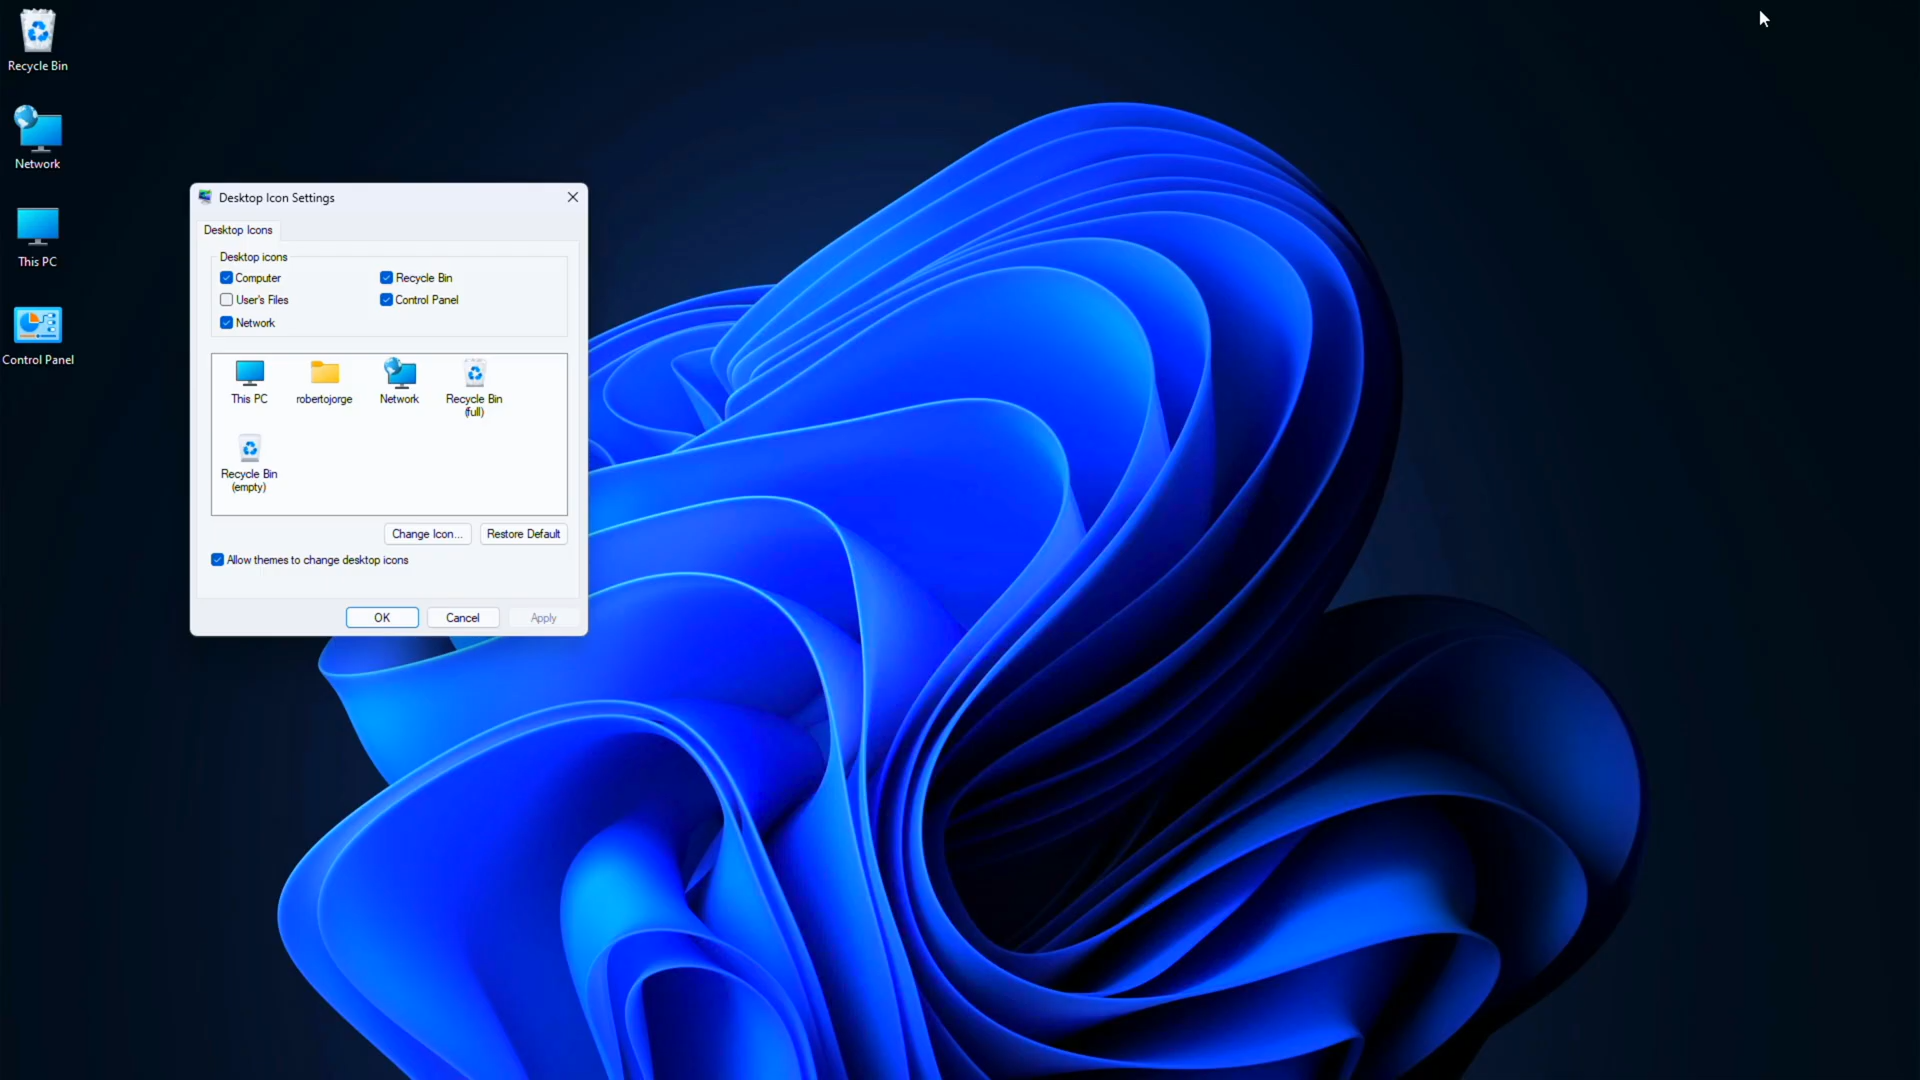 Recycle Bin
Network
This PC
Control Panel
Desktop Icon Settings
Desktop Icons
Desktop icons
Computer
Recycle Bin
User's Files
Control Panel
Network
This PC
robertojorge
Network
Recycle Bin
(full)
Recycle Bin
(empty)
Change Icon...
Restore Default
Allow themes to change desktop icons
OK
Cancel
Apply